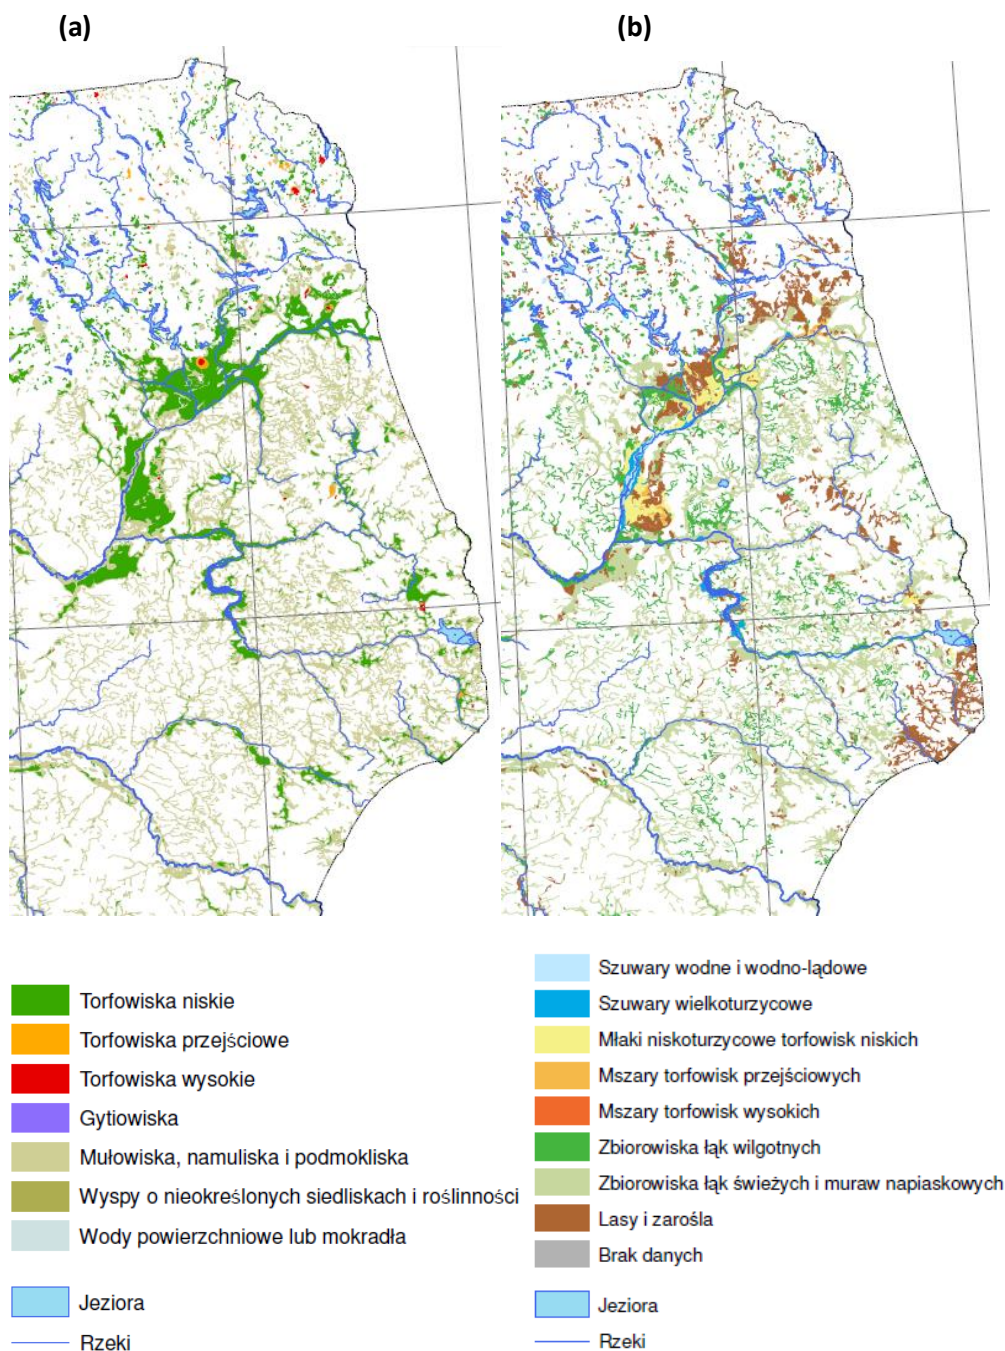 (a)
(b)
Torfowiska niskie
Torfowiska przejściowe
Torfowiska wysokie
Gytiowiska
Mułowiska, namuliska i podmokliska
Wyspy o nieokreślonych siedliskach i roślinności
Wody powierzchniowe lub mokradła
Jeziora
Rzeki
Szuwary wodne i wodno-lądowe
Szuwary wielkoturzycowe
Młaki niskoturzycowe torfowisk niskich
Mszary torfowisk przejściowych
Mszary torfowisk wysokich
Zbiorowiska łąk wilgotnych
Zbiorowiska łąk świeżych i muraw napiaskowych
Lasy i zarośla
Brak danych
Jeziora
Rzeki